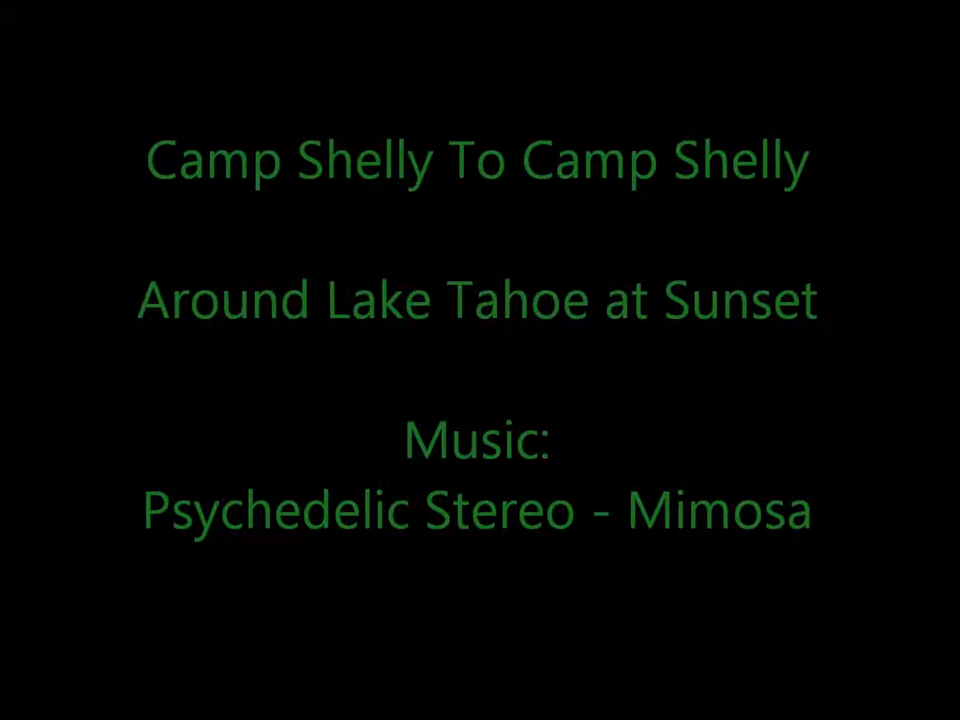 Camp Shelly To Camp Shelly
Around Lake Tahoe at Sunset
Music:
Psychedelic Stereo - Mimosa